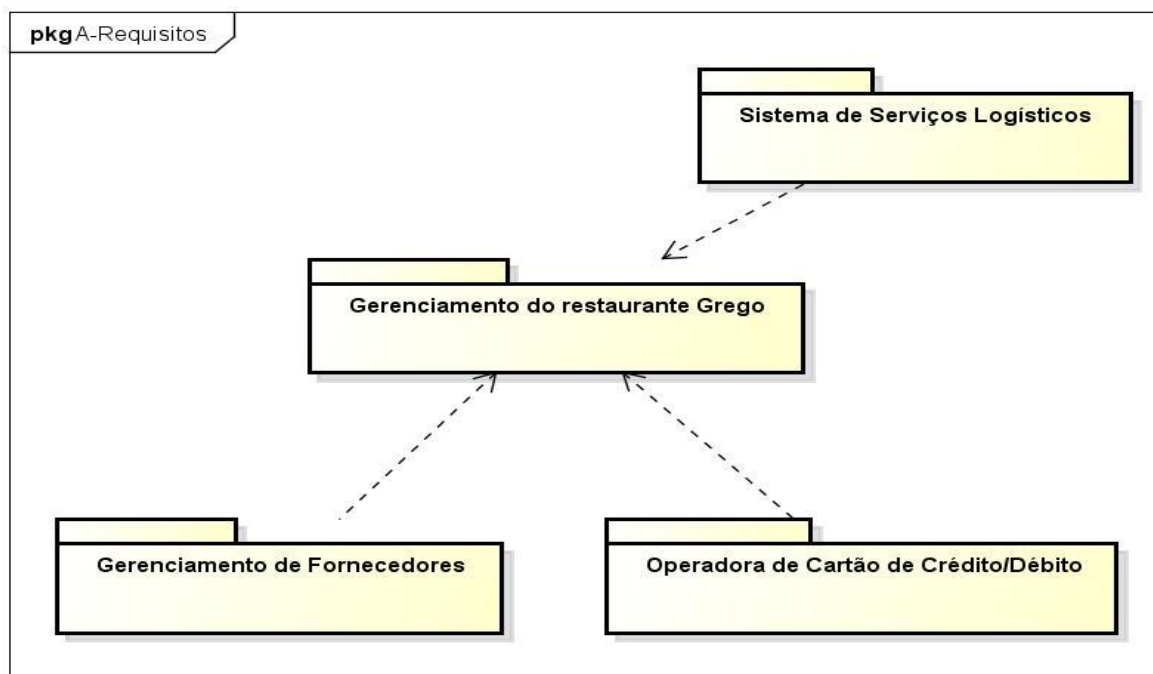 pkg A-Requisitos
Sistema de Serviços Logísticos
Gerenciamento do restaurante Grego
Gerenciamento de Fornecedores
Operadora de Cartão de Crédito/Débito